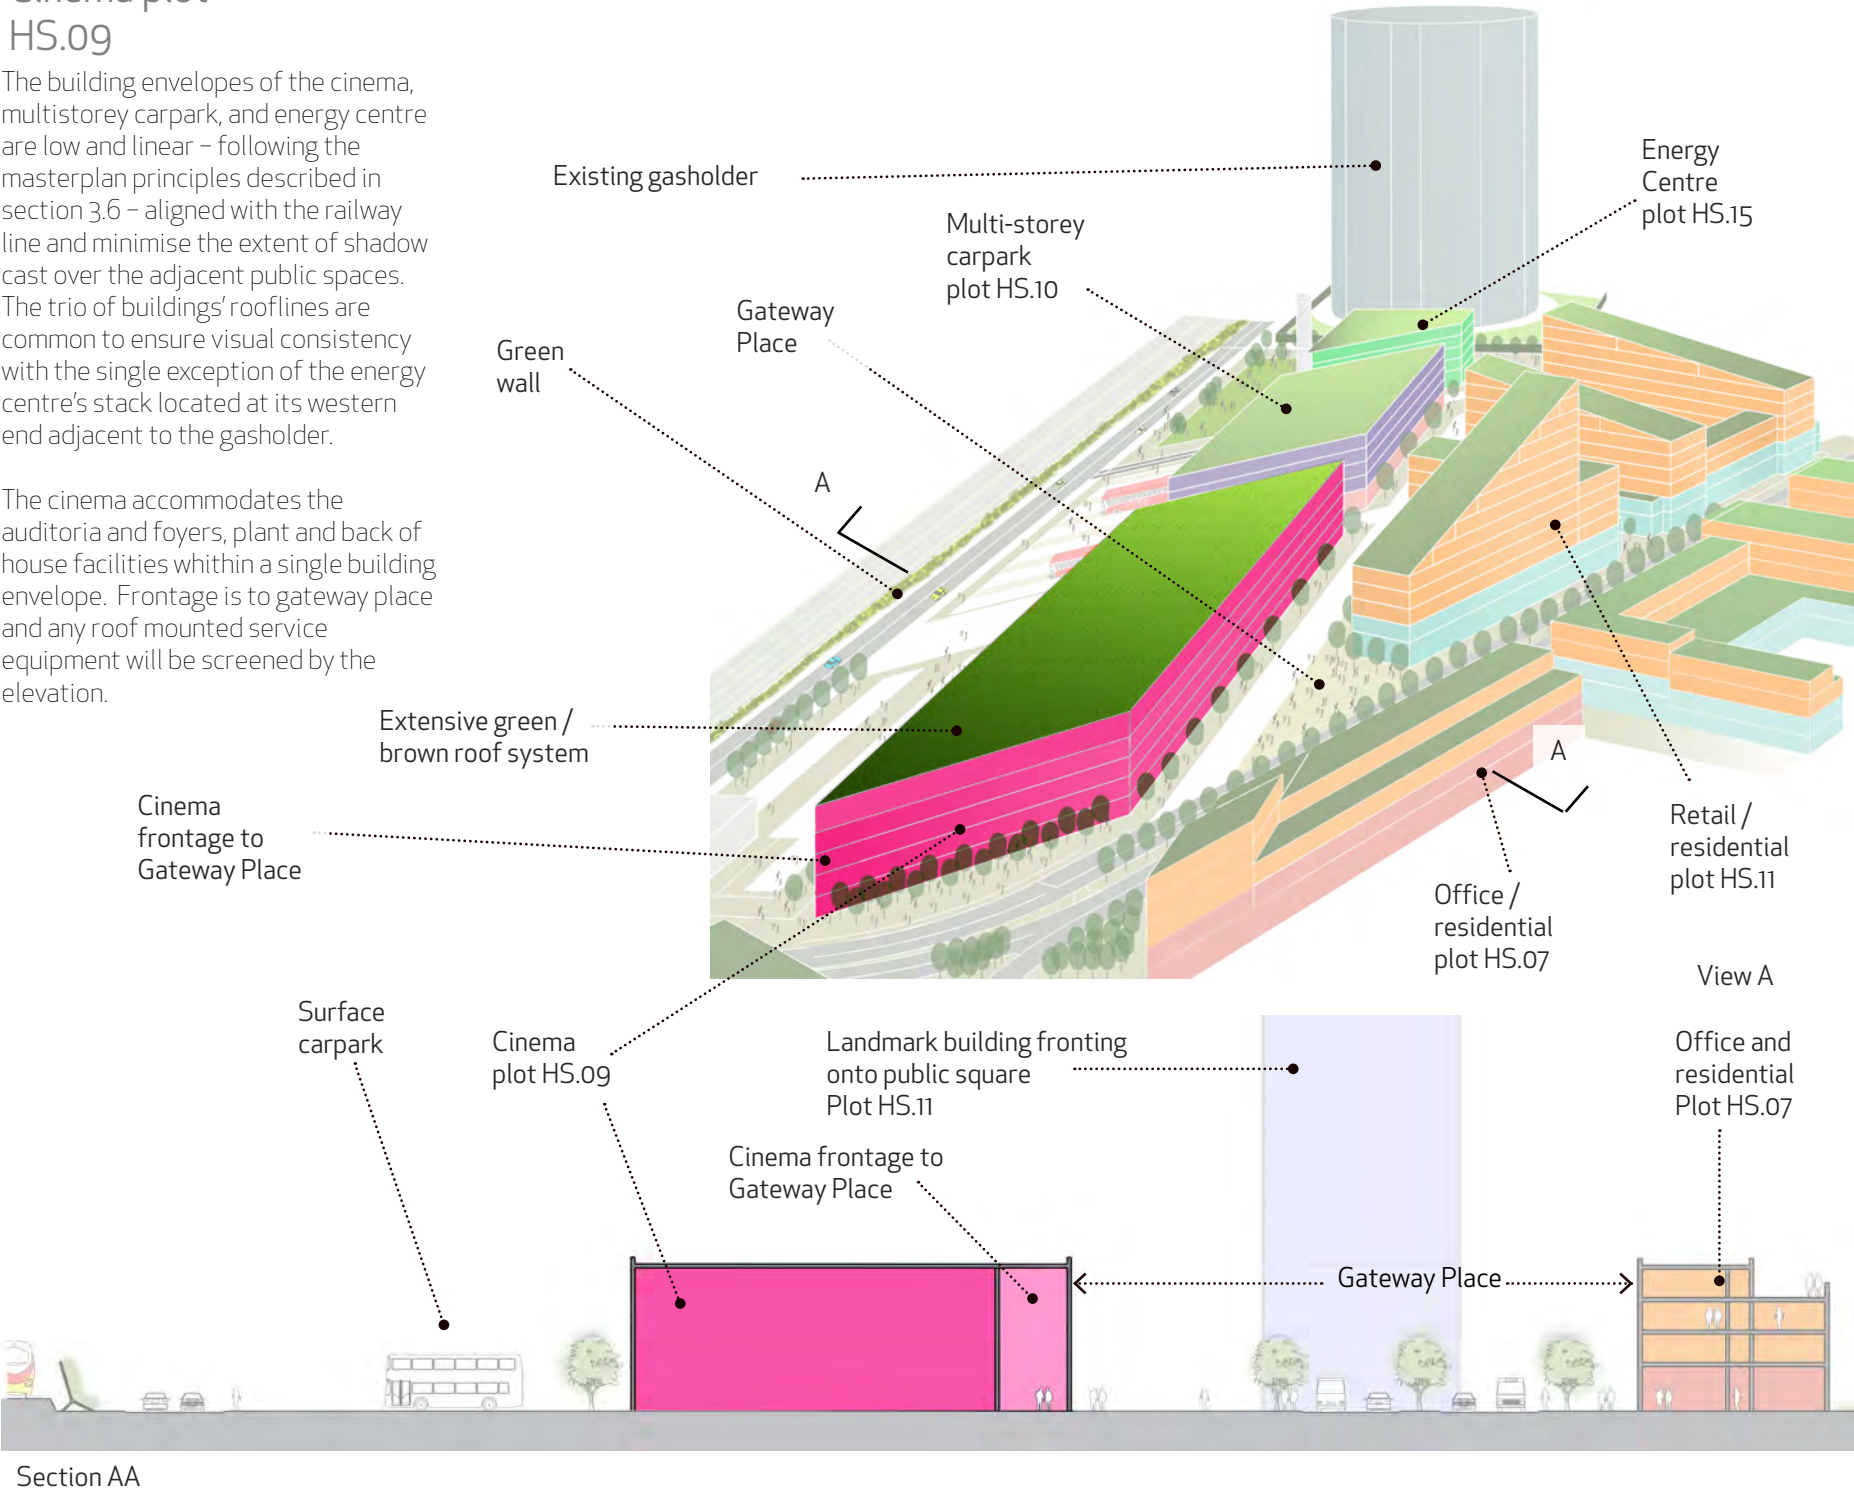 Cinema plot
HS.09
The building envelopes of the cinema,
multistorey carpark, and energy centre
are low and linear – following the
masterplan principles described in
section 3.6 – aligned with the railway
line and minimise the extent of shadow
cast over the adjacent public spaces.
The trio of buildings' rooflines are
common to ensure visual consistency
with the single exception of the energy
centre's stack located at its western
end adjacent to the gasholder.
The cinema accommodates the
auditoria and foyers, plant and back of
house facilities whithin a single building
envelope. Frontage is to gateway place
and any roof mounted service
equipment will be screened by the
elevation.
Existing gasholder
Energy
Centre
plot HS.15
Multi-storey
carpark
plot HS.10
Gateway
Place
Green
wall
A
Extensive green /
brown roof system
Cinema
frontage to
Gateway Place
A
Retail /
residential
plot HS.11
Office /
residential
plot HS.07
View A
Surface
carpark
Cinema
plot HS.09
Landmark building fronting
onto public square
Plot HS.11
Office and
residential
Plot HS.07
Cinema frontage to
Gateway Place
Gateway Place
Section AA